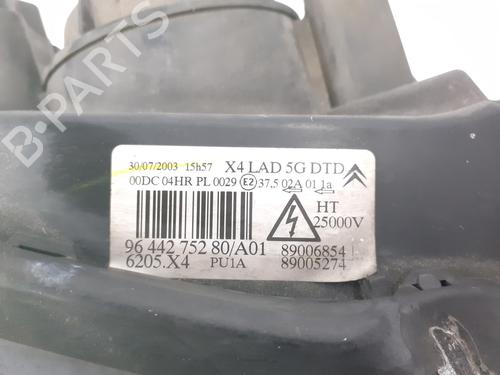 30/07/2003 15h57 X4 LAD 5G DTD
00DC 04HR PL 0029 E2 37.5 02A 01 1a
HT
25000V
96 442 752 80/A01 89006854
6205.X4 PU1A 89005274
B-PARTS